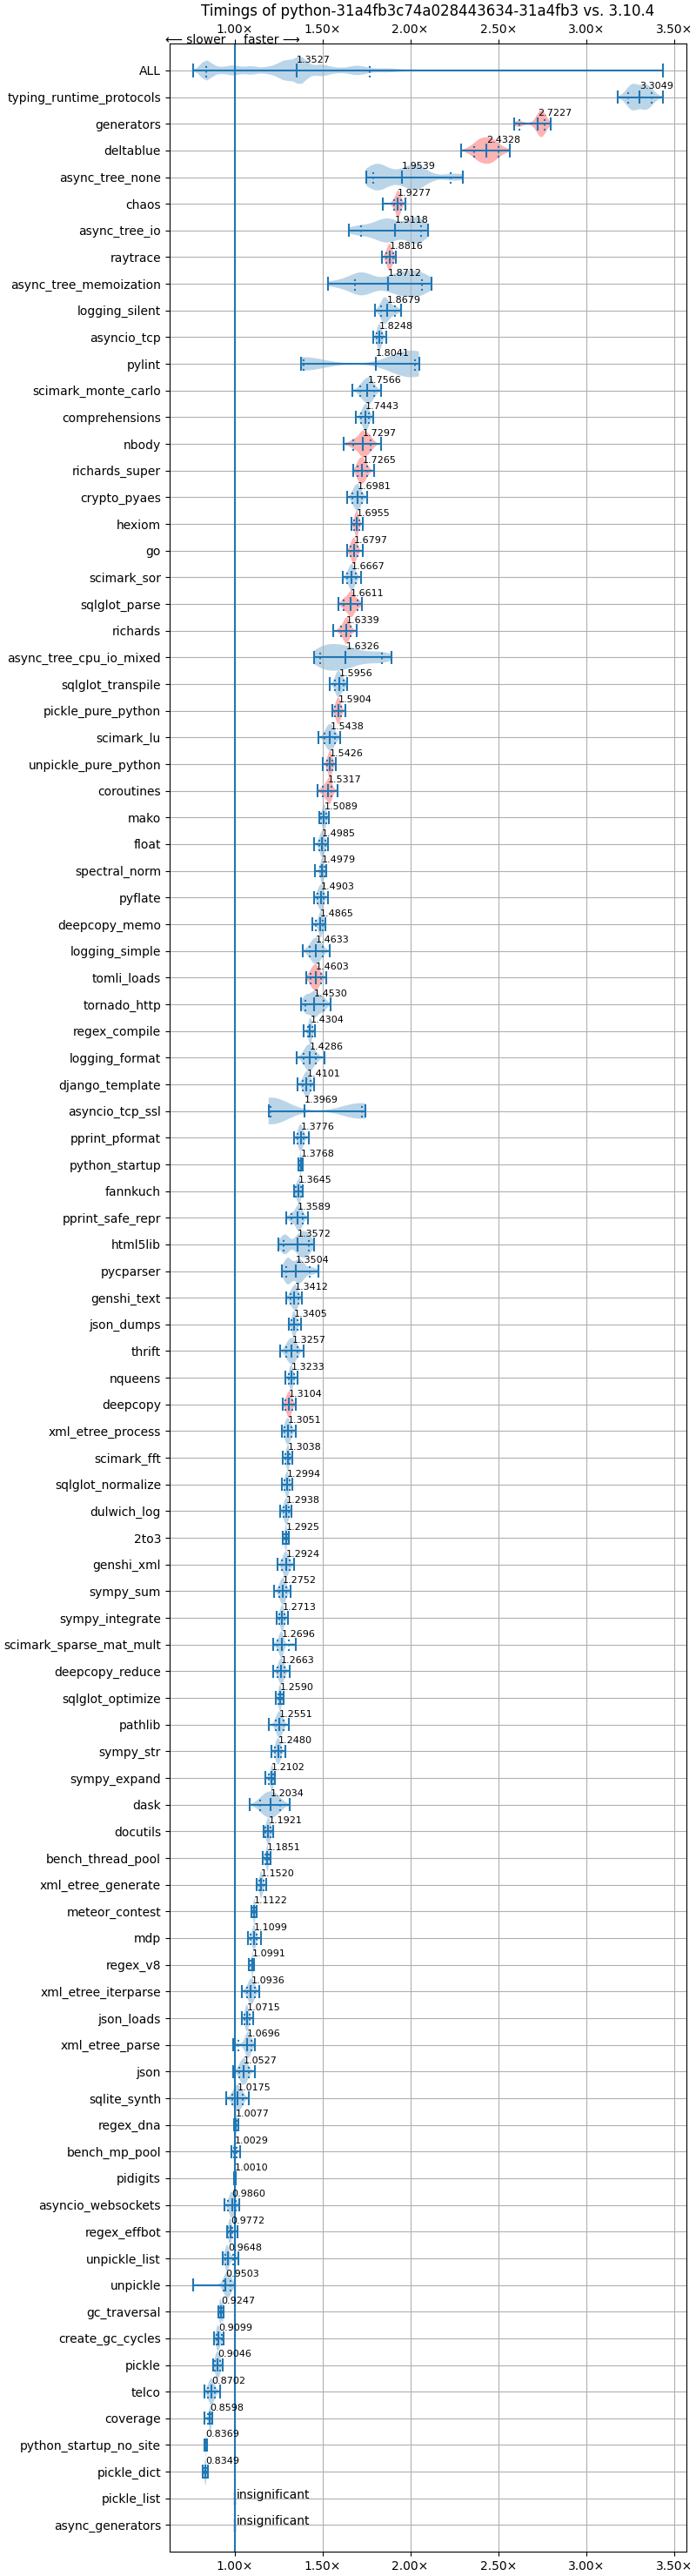 Timings of python-31a4fb3c74a028443634-31a4fb3 vs. 3.10.4
1.00× 1.50× 2.00× 2.50× 3.00× 3.50×
⟵ slower faster ⟶
ALL 1.3527
typing_runtime_protocols 3.3049
generators 2.7227
deltablue 2.4328
async_tree_none 1.9539
chaos 1.9277
async_tree_io 1.9118
raytrace 1.8816
async_tree_memoization 1.8712
logging_silent 1.8679
asyncio_tcp 1.8248
pylint 1.8041
scimark_monte_carlo 1.7566
comprehensions 1.7443
nbody 1.7297
richards_super 1.7265
crypto_pyaes 1.6981
hexiom 1.6955
go 1.6797
scimark_sor 1.6667
sqlglot_parse 1.6611
richards 1.6339
async_tree_cpu_io_mixed 1.6326
sqlglot_transpile 1.5956
pickle_pure_python 1.5904
scimark_lu 1.5438
unpickle_pure_python 1.5426
coroutines 1.5317
mako 1.5089
float 1.4985
spectral_norm 1.4979
pyflate 1.4903
deepcopy_memo 1.4865
logging_simple 1.4633
tomli_loads 1.4603
tornado_http 1.4530
regex_compile 1.4304
logging_format 1.4286
django_template 1.4101
asyncio_tcp_ssl 1.3969
pprint_pformat 1.3776
python_startup 1.3768
fannkuch 1.3645
pprint_safe_repr 1.3589
html5lib 1.3572
pycparser 1.3504
genshi_text 1.3412
json_dumps 1.3405
thrift 1.3257
nqueens 1.3233
deepcopy 1.3104
xml_etree_process 1.3051
scimark_fft 1.3038
sqlglot_normalize 1.2994
dulwich_log 1.2938
2to3 1.2925
genshi_xml 1.2924
sympy_sum 1.2752
sympy_integrate 1.2713
scimark_sparse_mat_mult 1.2696
deepcopy_reduce 1.2663
sqlglot_optimize 1.2590
pathlib 1.2551
sympy_str 1.2480
sympy_expand 1.2102
dask 1.2034
docutils 1.1921
bench_thread_pool 1.1851
xml_etree_generate 1.1520
meteor_contest 1.1122
mdp 1.1099
regex_v8 1.0991
xml_etree_iterparse 1.0936
json_loads 1.0715
xml_etree_parse 1.0696
json 1.0527
sqlite_synth 1.0175
regex_dna 1.0077
bench_mp_pool 1.0029
pidigits 1.0010
asyncio_websockets 0.9860
regex_effbot 0.9772
unpickle_list 0.9648
unpickle 0.9503
gc_traversal 0.9247
create_gc_cycles 0.9099
pickle 0.9046
telco 0.8702
coverage 0.8598
python_startup_no_site 0.8369
pickle_dict 0.8349
pickle_list insignificant
async_generators insignificant
1.00× 1.50× 2.00× 2.50× 3.00× 3.50×